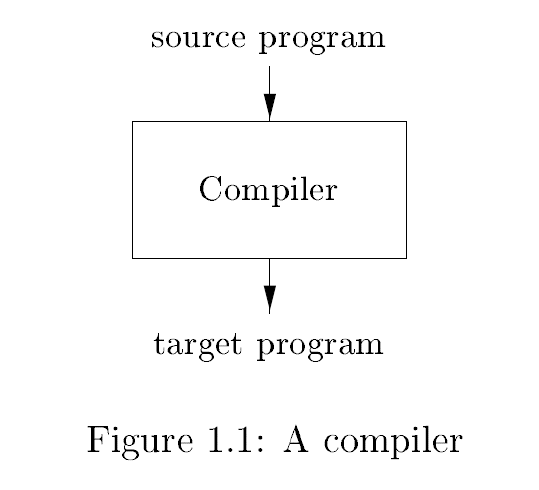 source program
Compiler
target program
Figure 1.1: A compiler